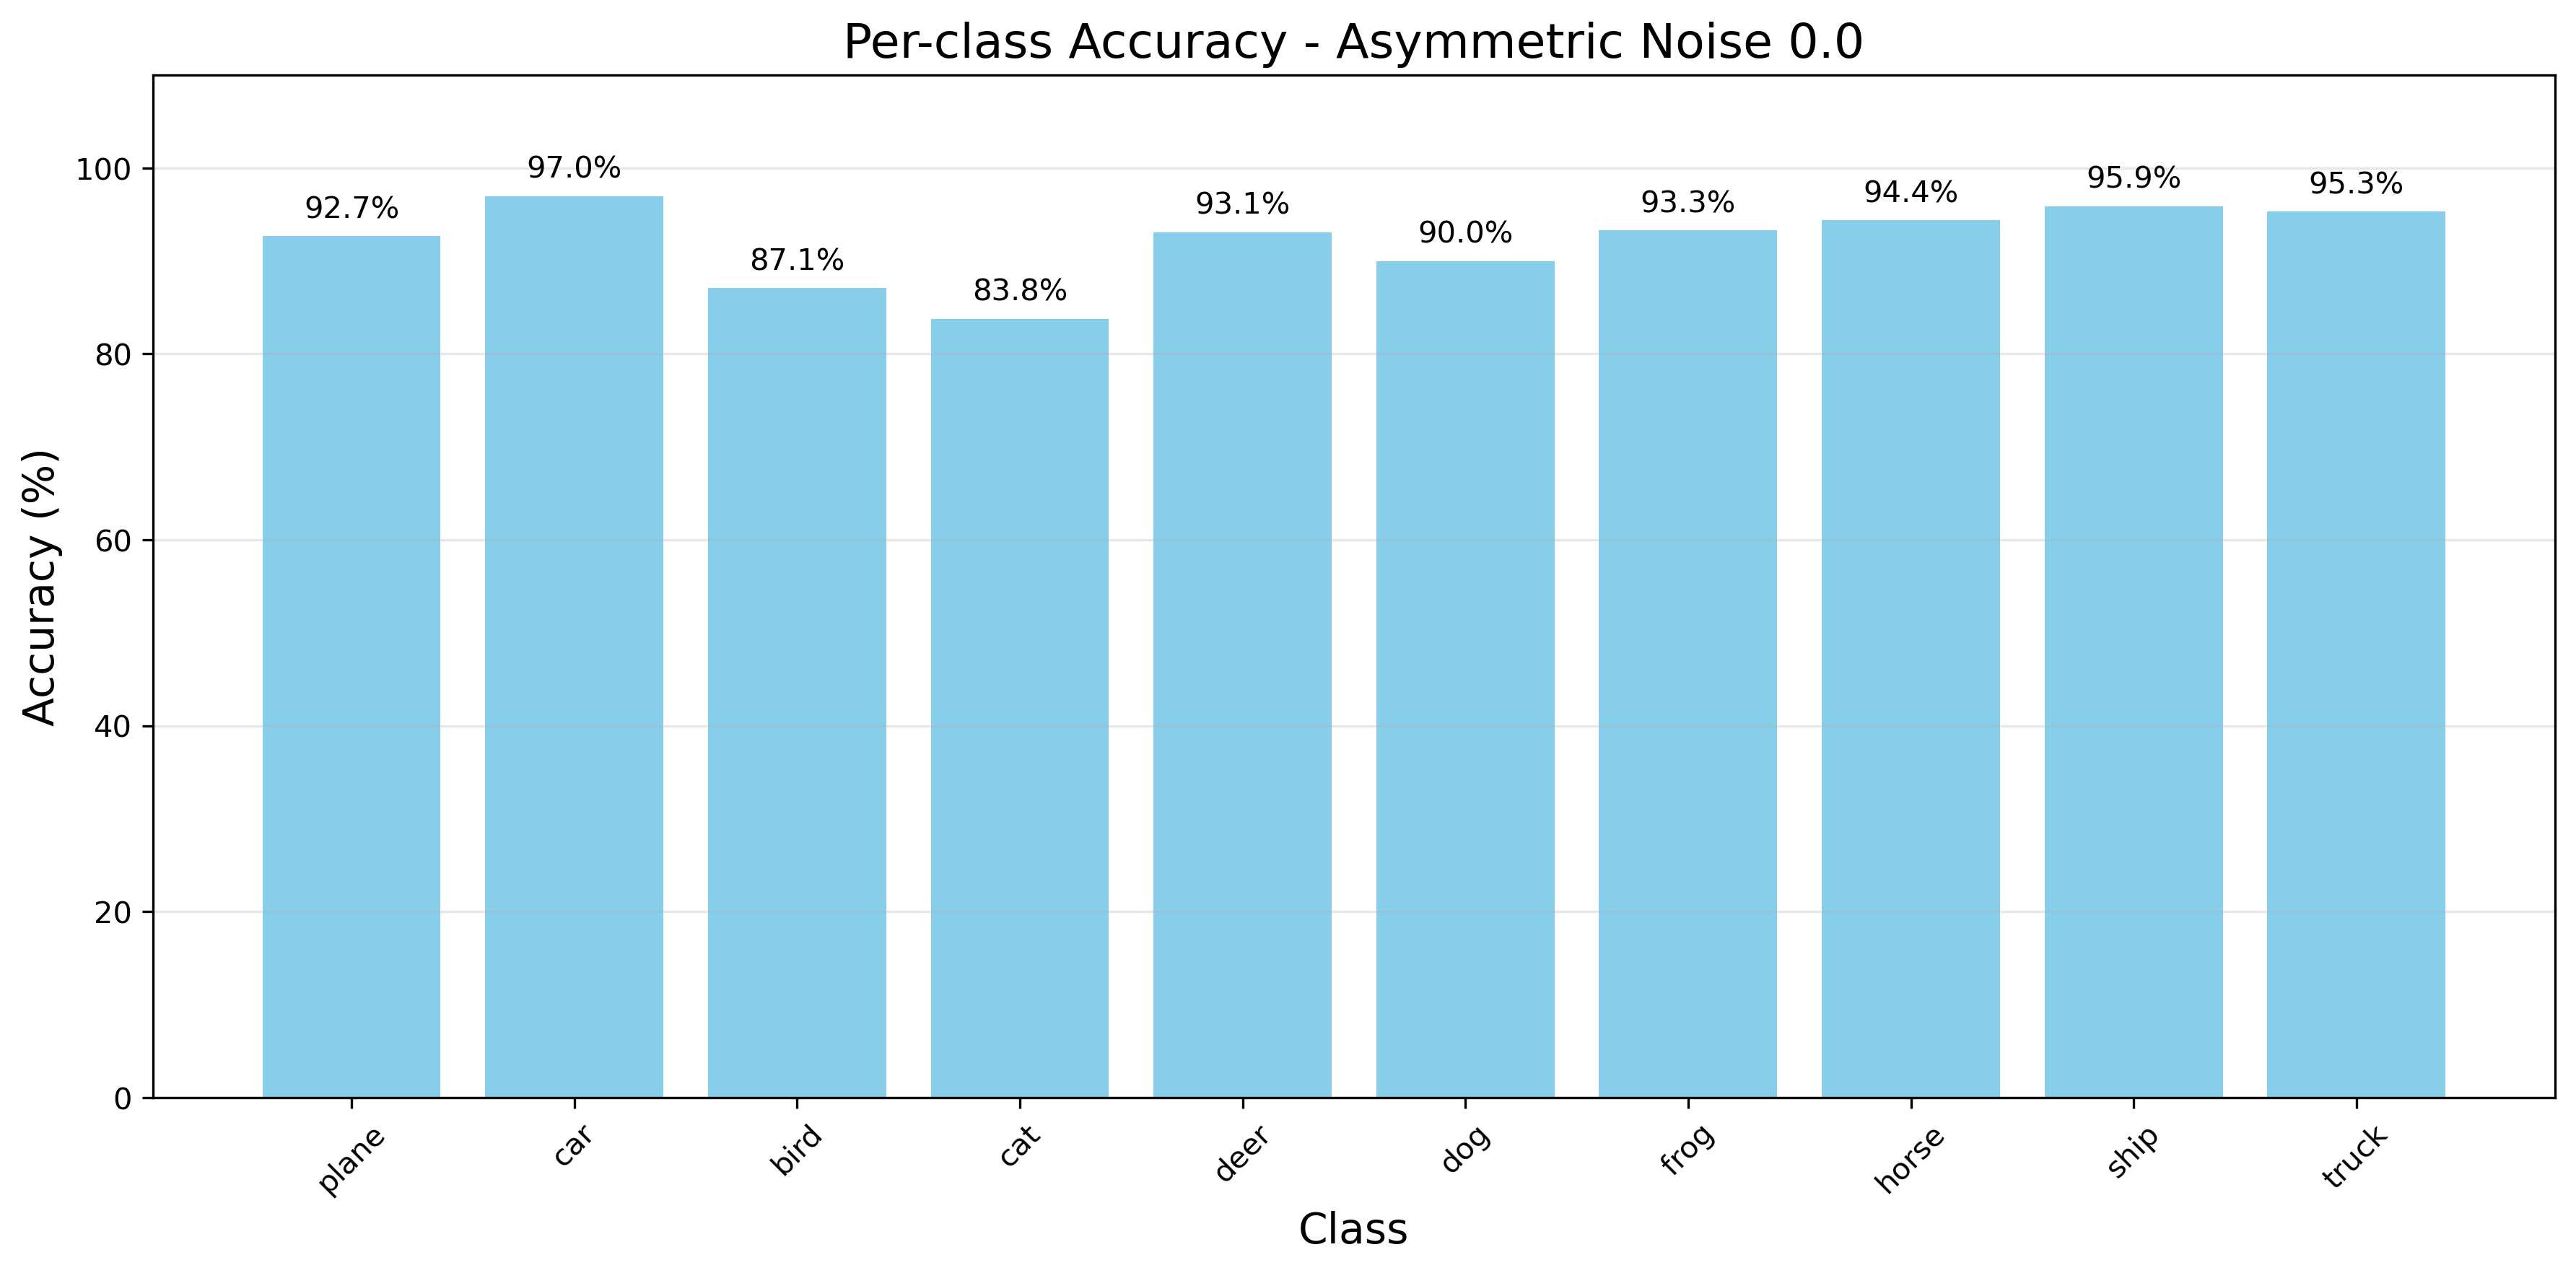 Per-class Accuracy - Asymmetric Noise 0.0
Accuracy (%)
100
80
60
40
20
0
92.7%
97.0%
87.1%
83.8%
93.1%
90.0%
93.3%
94.4%
95.9%
95.3%
plane
car
bird
cat
deer
dog
frog
horse
ship
truck
Class